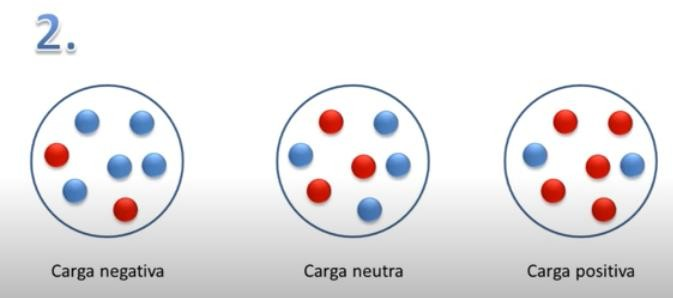 2.
Carga negativa
Carga neutra
Carga positiva